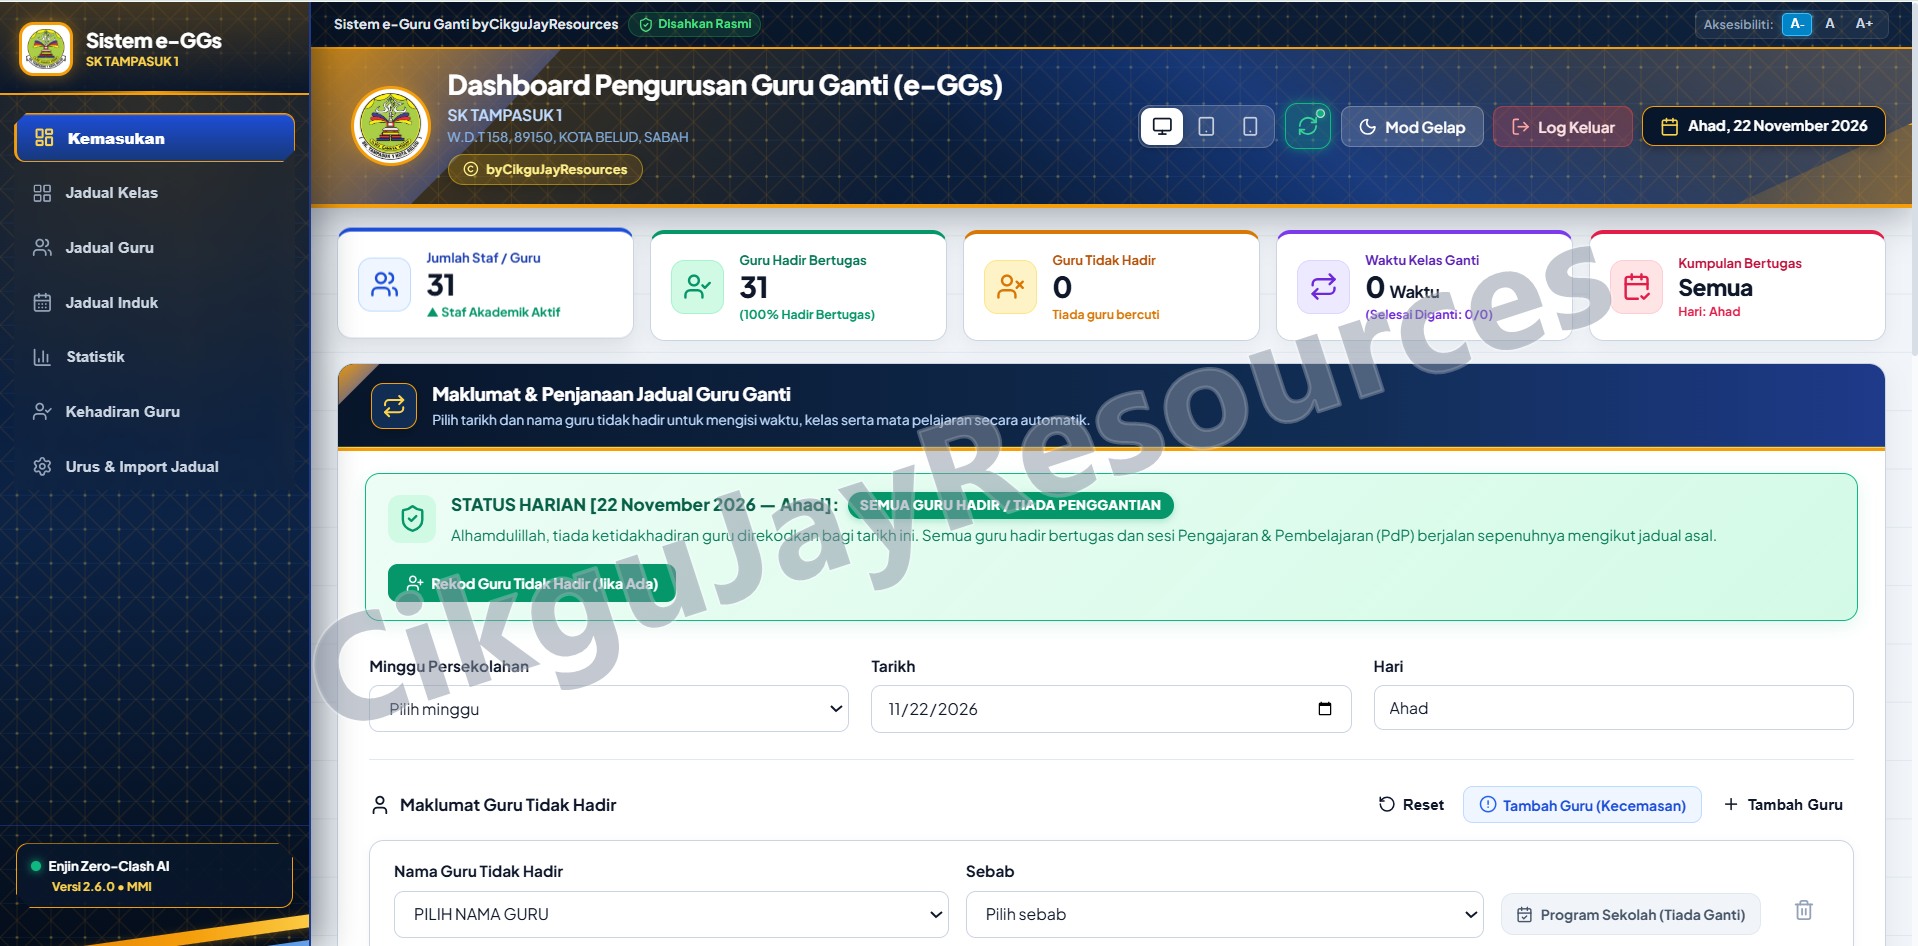 Sistem e-GGs
SK TAMPASUK 1
Kemasukan
Jadual Kelas
Jadual Guru
Jadual Induk
Statistik
Kehadiran Guru
Urus & Import Jadual
Enjin Zero-Clash AI
Versi 2.6.0 • MMI
Sistem e-Guru Ganti byCikguJayResources
Disahkan Rasmi
Aksesibiliti: A- A A+
Dashboard Pengurusan Guru Ganti (e-GGs)
SK TAMPASUK 1
W.D.T 158, 89150, KOTA BELUD, SABAH
© byCikguJayResources
Mod Gelap
Log Keluar
Ahad, 22 November 2026
Jumlah Staf / Guru
31
▲ Staf Akademik Aktif
Guru Hadir Bertugas
31
(100% Hadir Bertugas)
Guru Tidak Hadir
0
Tiada guru bercuti
Waktu Kelas Ganti
0 Waktu
(Selesai Diganti: 0/0)
Kumpulan Bertugas
Semua
Hari: Ahad
Maklumat & Penjanaan Jadual Guru Ganti
Pilih tarikh dan nama guru tidak hadir untuk mengisi waktu, kelas serta mata pelajaran secara automatik.
STATUS HARIAN [22 November 2026 — Ahad]: SEMUA GURU HADIR / TIADA PENGGANTIAN
Alhamdulillah, tiada ketidakhadiran guru direkodkan bagi tarikh ini. Semua guru hadir bertugas dan sesi Pengajaran & Pembelajaran (PdP) berjalan sepenuhnya mengikut jadual asal.
Rekod Guru Tidak Hadir (Jika Ada)
CikguJayResources
Minggu Persekolahan
Pilih minggu
Tarikh
11/22/2026
Hari
Ahad
Maklumat Guru Tidak Hadir
Reset
Tambah Guru (Kecemasan)
+ Tambah Guru
Nama Guru Tidak Hadir
PILIH NAMA GURU
Sebab
Pilih sebab
Program Sekolah (Tiada Ganti)